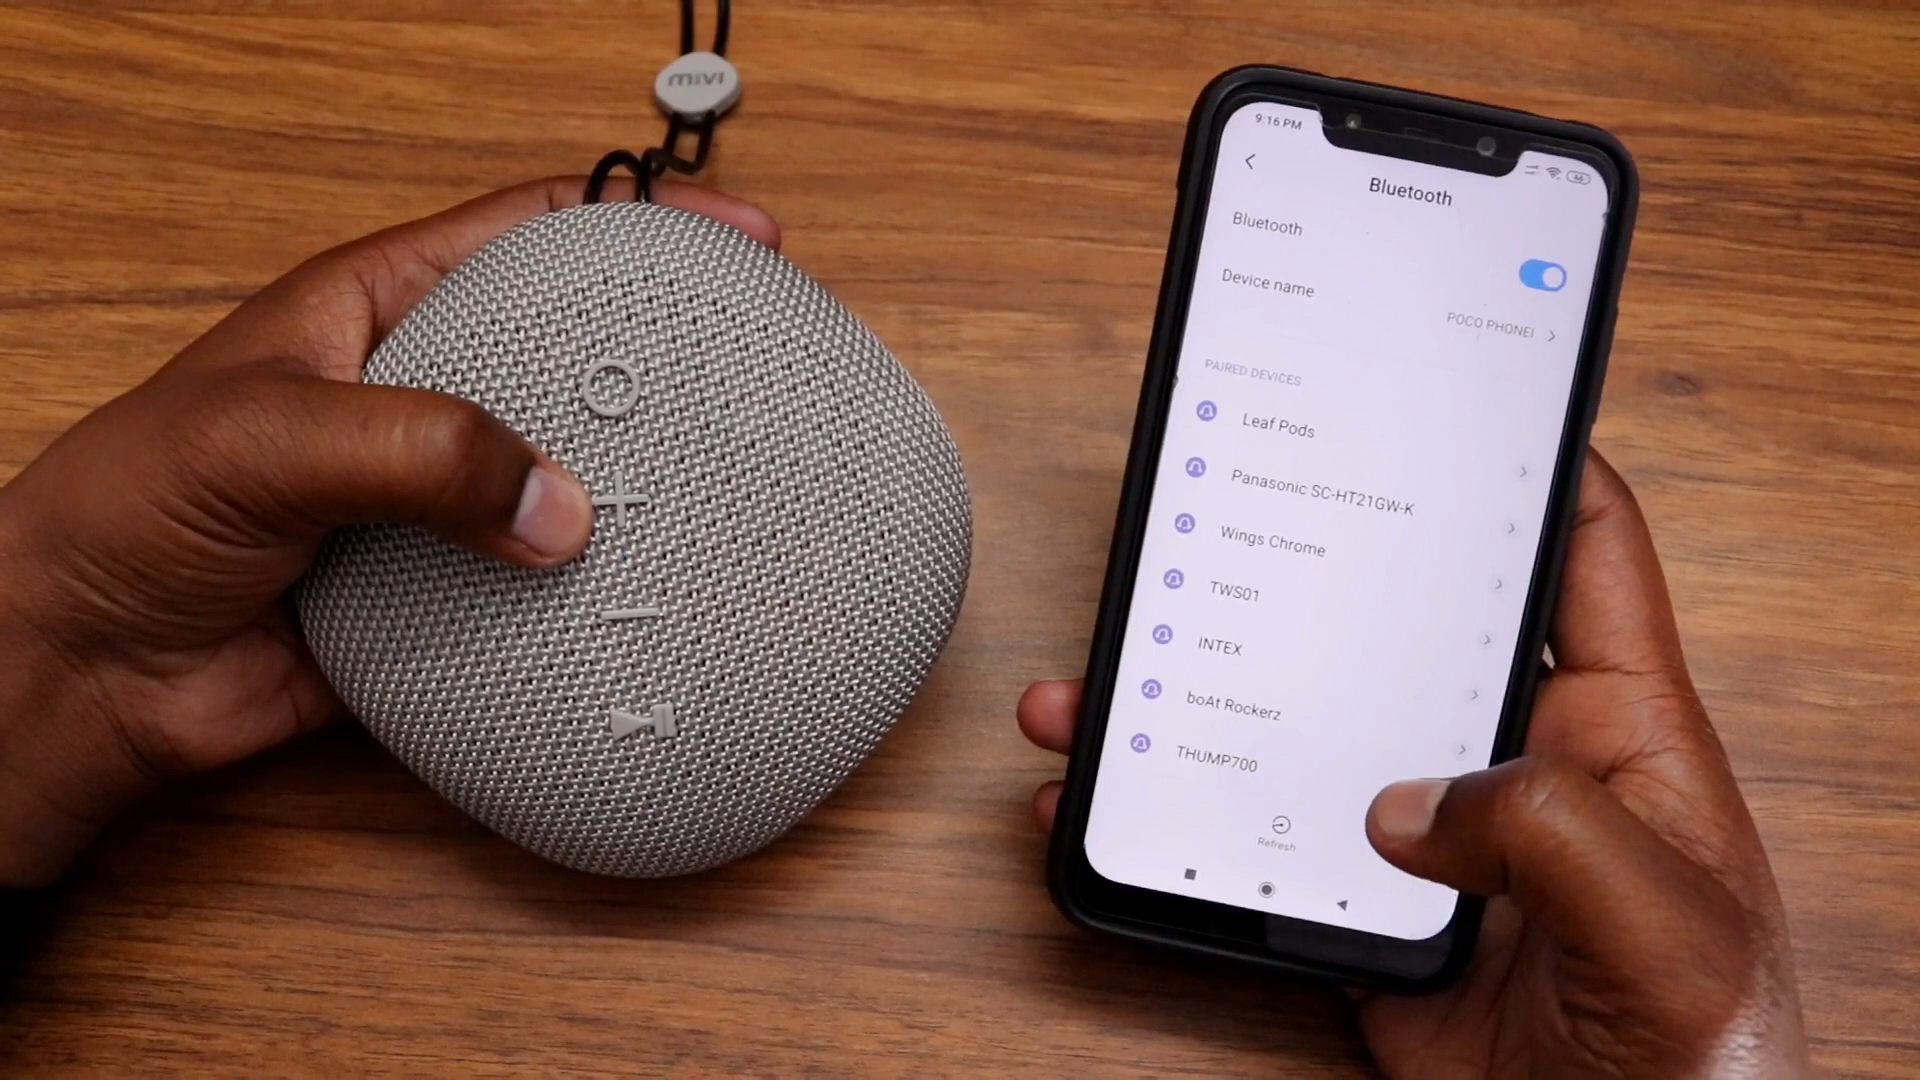 mivi
9:16 PM
46
Bluetooth
Bluetooth
Device name
POCO PHONE!
PAIRED DEVICES
Leaf Pods
Panasonic SC-HT21GW-K
Wings Chrome
TWS01
INTEX
boAt Rockerz
THUMP700
Refresh